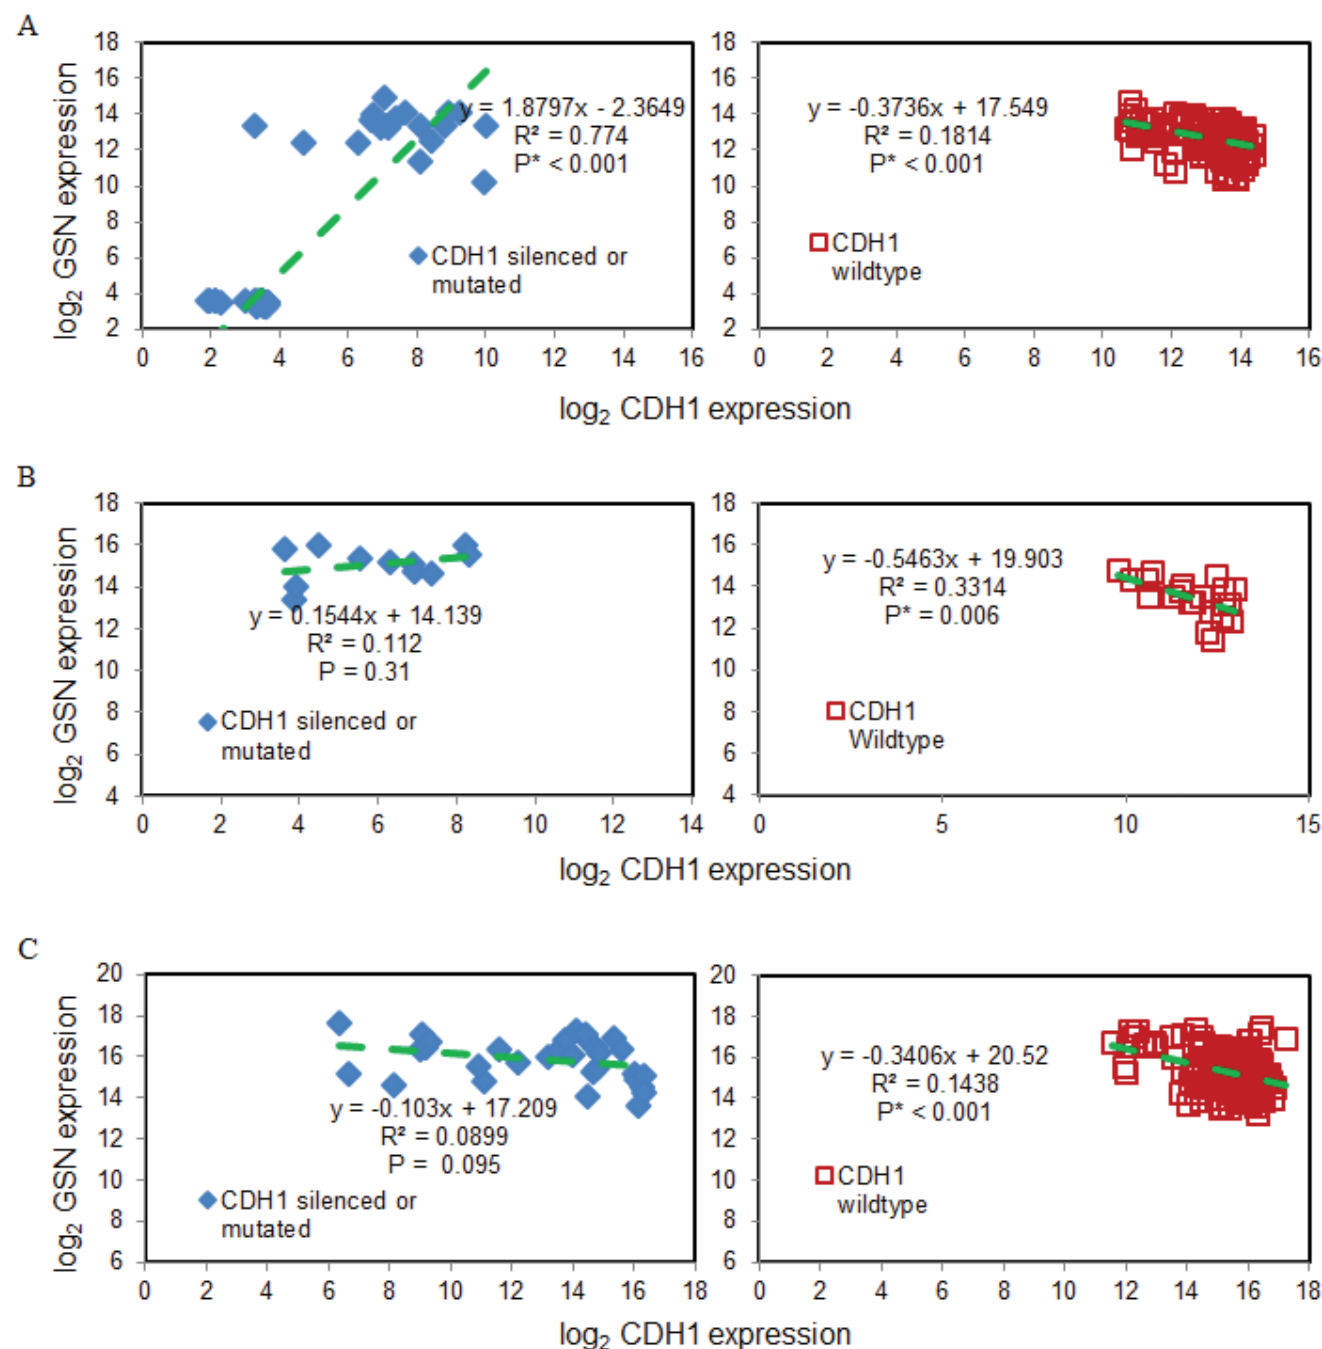 A
18
16
14
12
10
8
6
4
2
log₂ GSN expression
y = 1.8797x - 2.3649
R² = 0.774
P* < 0.001
CDH1 silenced or
mutated
0 2 4 6 8 10 12 14 16
18
16
14
12
10
8
6
4
2
y = -0.3736x + 17.549
R² = 0.1814
P* < 0.001
CDH1
wildtype
0 2 4 6 8 10 12 14 16
log₂ CDH1 expression
B
18
16
14
12
10
8
6
4
log₂ GSN expression
y = 0.1544x + 14.139
R² = 0.112
P = 0.31
CDH1 silenced or
mutated
0 2 4 6 8 10 12 14
18
16
14
12
10
8
6
4
y = -0.5463x + 19.903
R² = 0.3314
P* = 0.006
CDH1
Wildtype
0 5 10 15
log₂ CDH1 expression
C
20
18
16
14
12
10
8
6
log₂ GSN expression
y = -0.103x + 17.209
R² = 0.0899
P = 0.095
CDH1 silenced or
mutated
0 2 4 6 8 10 12 14 16 18
20
18
16
14
12
10
8
6
y = -0.3406x + 20.52
R² = 0.1438
P* < 0.001
CDH1
wildtype
0 2 4 6 8 10 12 14 16 18
log₂ CDH1 expression